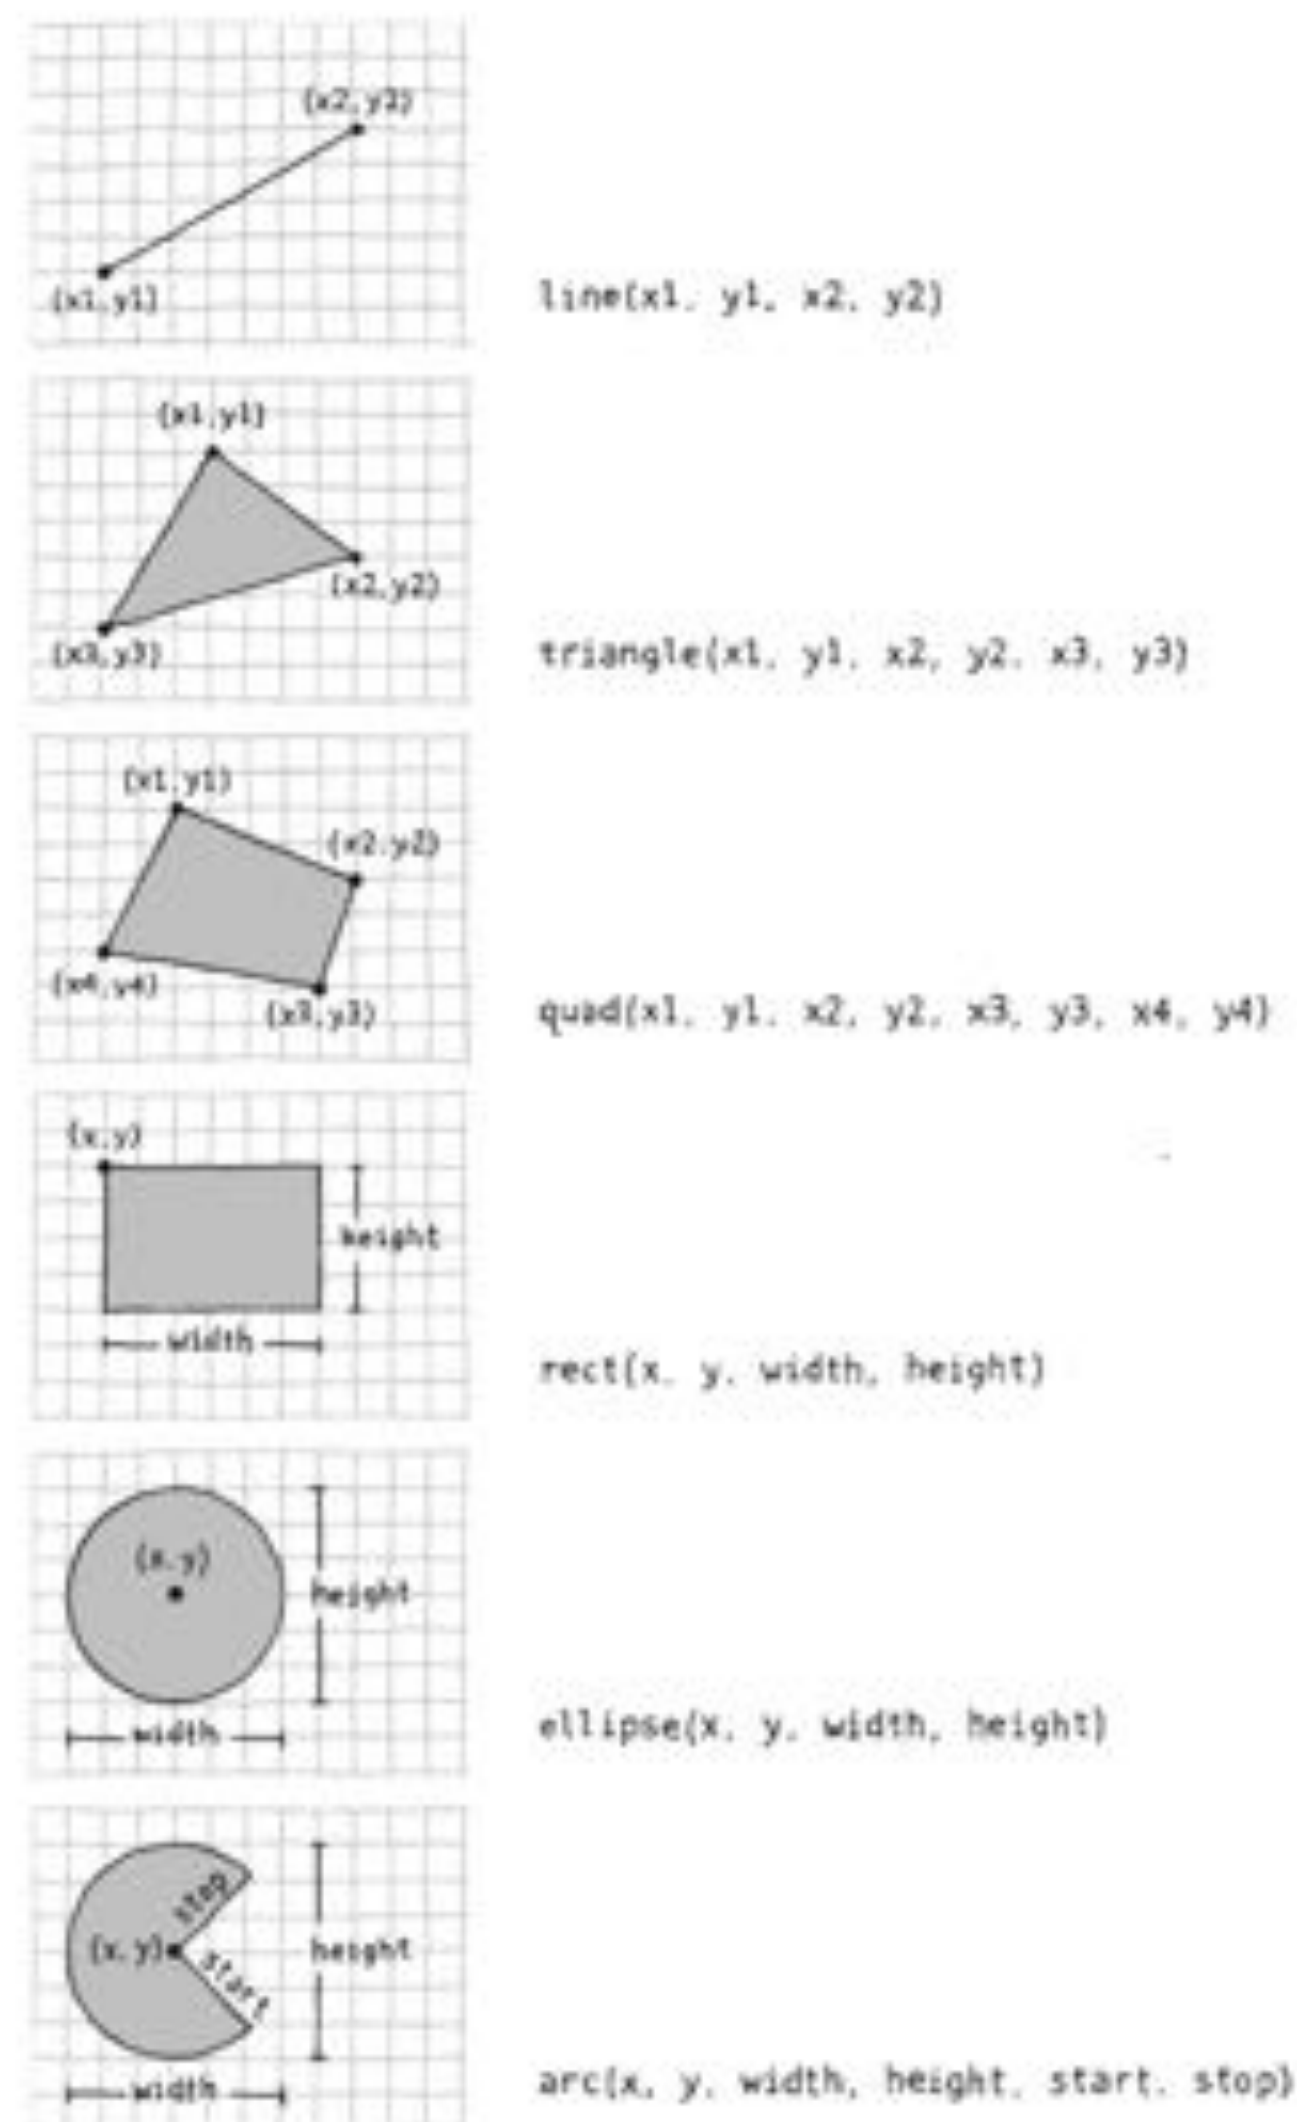 (x2,y2)
(x1,y1)
line(x1, y1, x2, y2)
(x1,y1)
(x2,y2)
(x3,y3)
triangle(x1, y1, x2, y2, x3, y3)
(x1,y1)
(x2,y2)
(x4,y4)
(x3,y3)
quad(x1, y1, x2, y2, x3, y3, x4, y4)
(x,y)
height
width
rect(x, y, width, height)
(x,y)
height
width
ellipse(x, y, width, height)
stop
(x,y)
height
start
width
arc(x, y, width, height, start, stop)